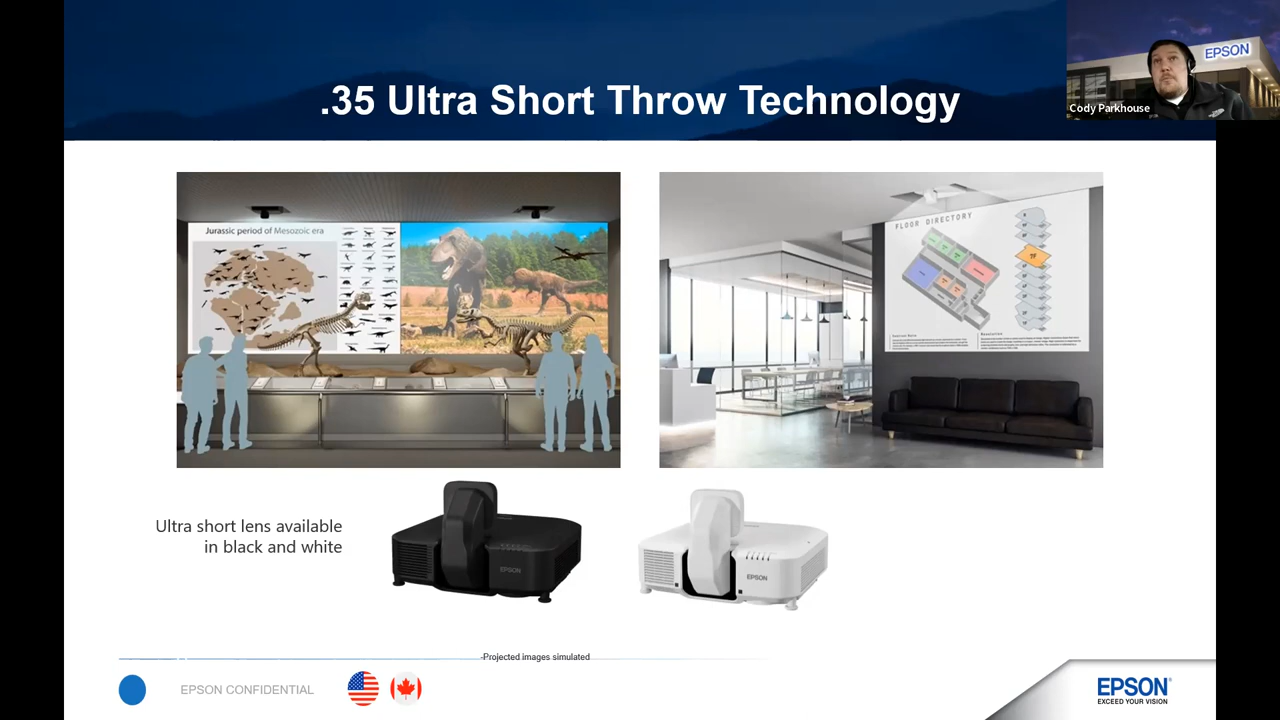 .35 Ultra Short Throw Technology
EPSON
Cody Parkhouse
Jurassic period of Mesozoic era
FLOOR DIRECTORY
Ultra short lens available
in black and white
EPSON
EPSON
-Projected images simulated
EPSON CONFIDENTIAL
EPSON
EXCEED YOUR VISION